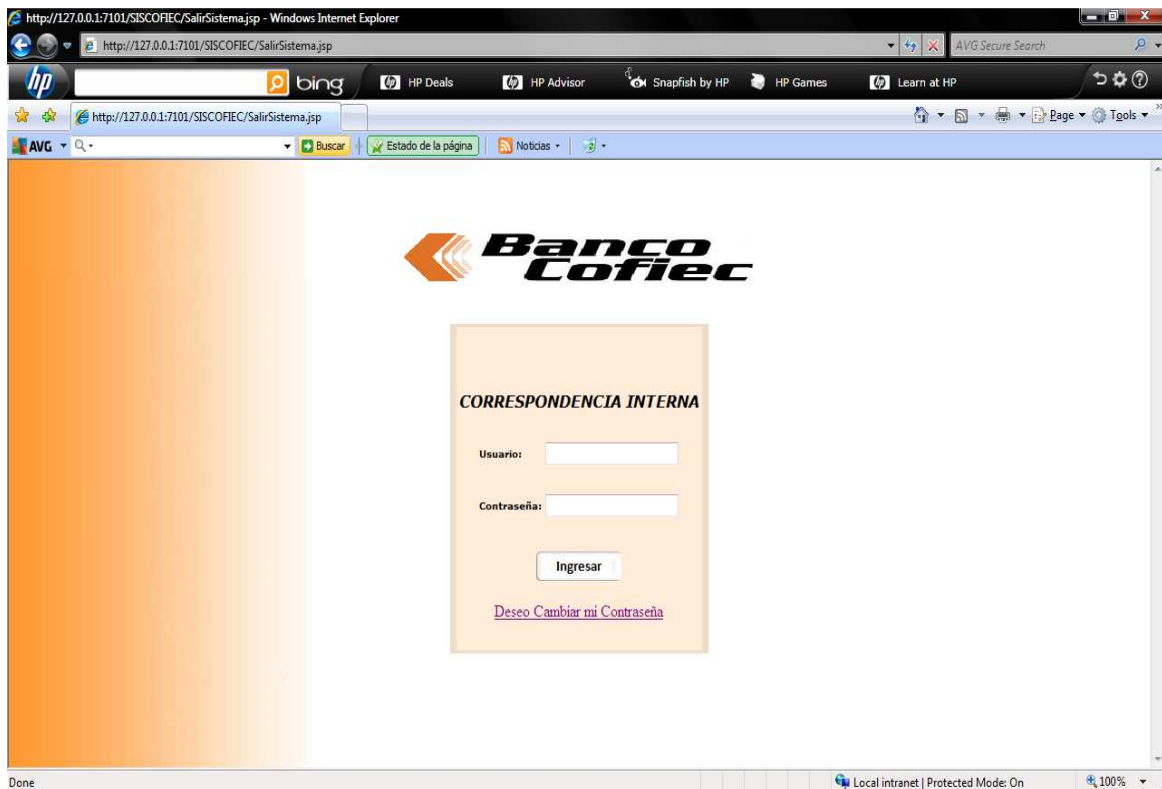 http://127.0.0.1:7101/SISCOFIEC/SalirSistema.jsp - Windows Internet Explorer
http://127.0.0.1:7101/SISCOFIEC/SalirSistema.jsp AVG Secure Search
hp bing HP Deals HP Advisor Snapfish by HP HP Games Learn at HP
http://127.0.0.1:7101/SISCOFIEC/SalirSistema.jsp Page Tools
AVG Buscar Estado de la página Noticias
Banco
Cofiec
CORRESPONDENCIA INTERNA
Usuario:
Contraseña:
Ingresar
Deseo Cambiar mi Contraseña
Done Local intranet | Protected Mode: On 100%